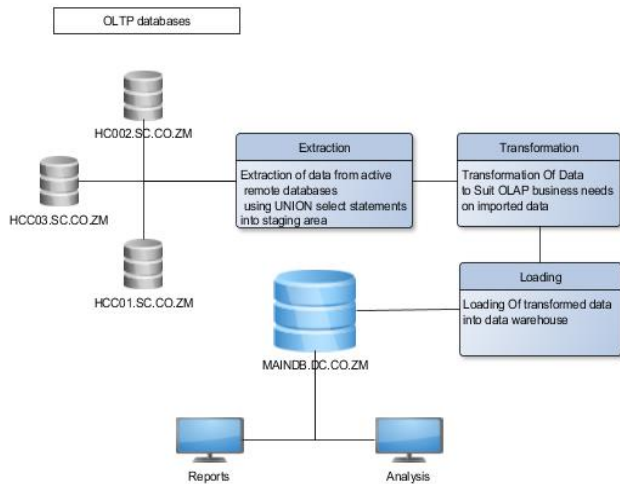 OLTP databases
HC002.SC.CO.ZM
HCC03.SC.CO.ZM
HCC01.SC.CO.ZM
Extraction
Extraction of data from active
remote databases
using UNION select statements
into staging area
Transformation
Transformation Of Data
to Suit OLAP business needs
on imported data
Loading
Loading Of transformed data
into data warehouse
MAINDB.DC.CO.ZM
Reports
Analysis